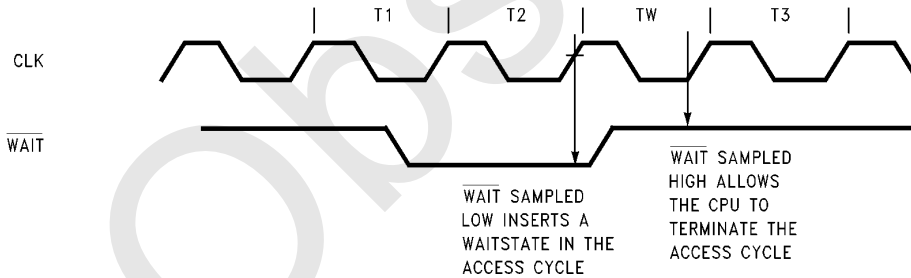 T1 T2 TW T3
CLK
WAIT
WAIT SAMPLED
LOW INSERTS A
WAITSTATE IN THE
ACCESS CYCLE
WAIT SAMPLED
HIGH ALLOWS
THE CPU TO
TERMINATE THE
ACCESS CYCLE
Obs